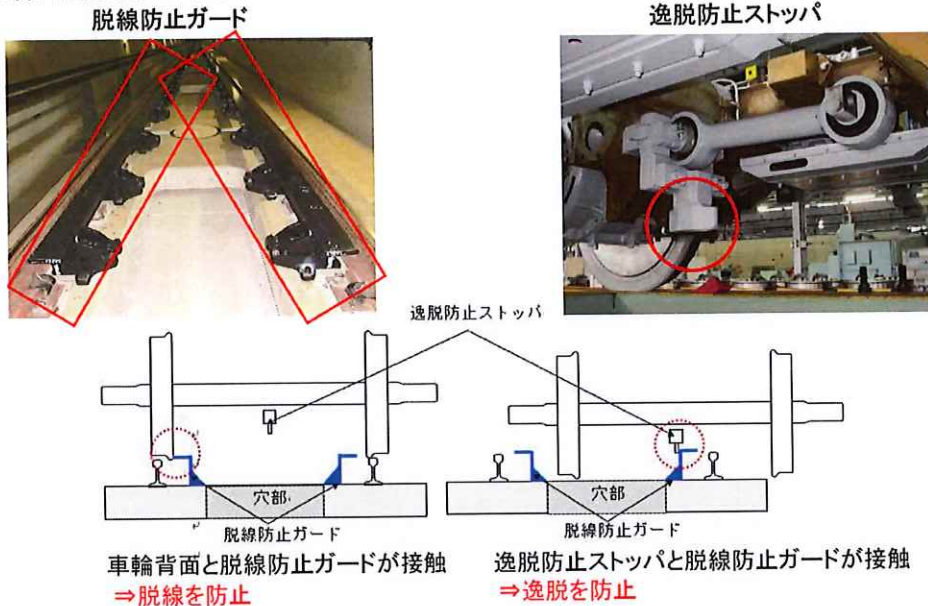 脱線防止ガード
逸脱防止ストッパ
逸脱防止ストッパ
穴部
脱線防止ガード
穴部
脱線防止ガード
車輪背面と脱線防止ガードが接触
⇒脱線を防止
逸脱防止ストッパと脱線防止ガードが接触
⇒逸脱を防止